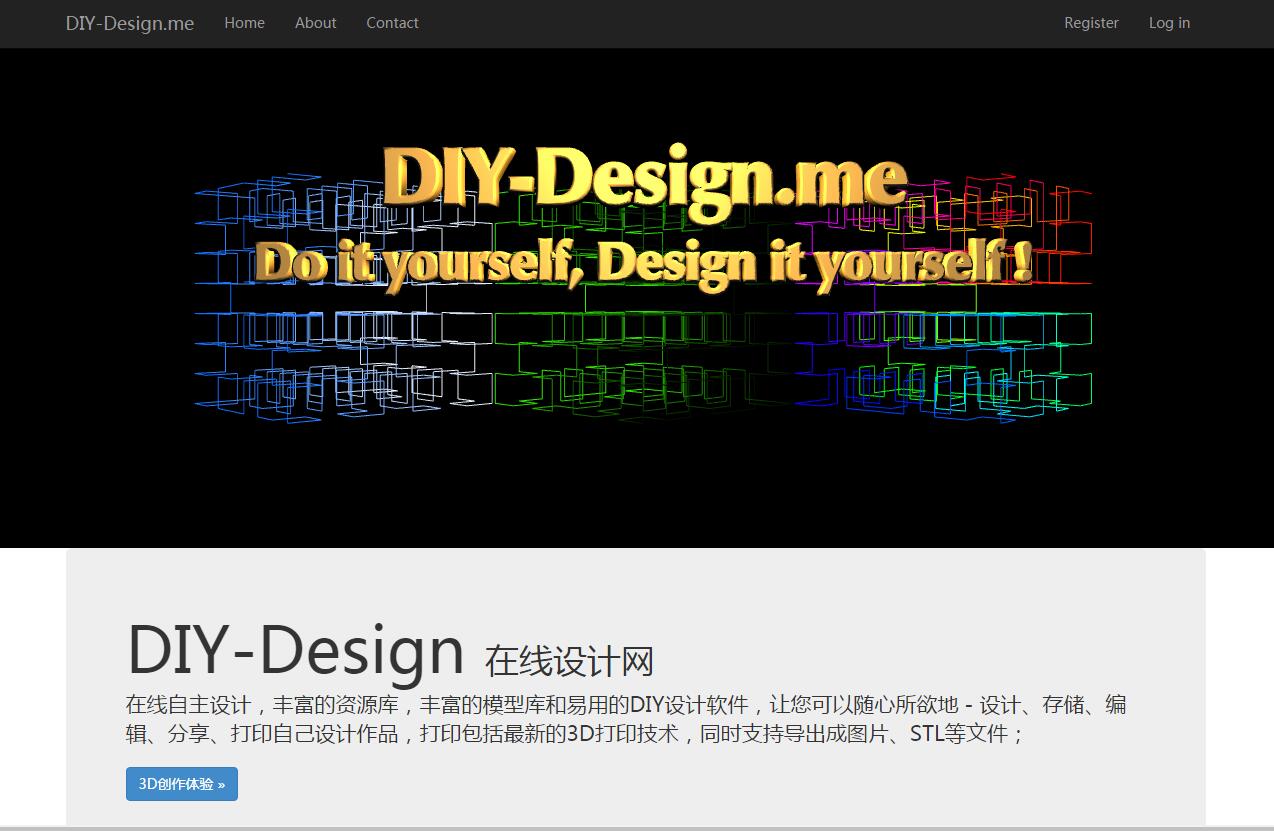 DIY-Design.me Home About Contact Register Log in
DIY-Design.me
Do it yourself, Design it yourself !
DIY-Design 在线设计网
在线自主设计，丰富的资源库，丰富的模型库和易用的DIY设计软件，让您可以随心所欲地 - 设计、存储、编
辑、分享、打印自己设计作品，打印包括最新的3D打印技术，同时支持导出成图片、STL等文件；
3D创作体验 »